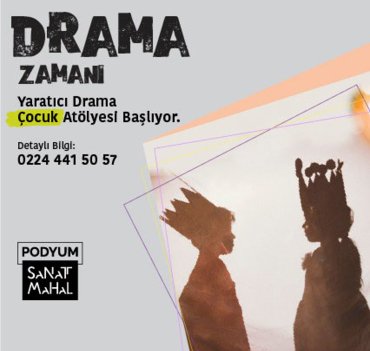 DRAMA
ZAMANI
Yaratıcı Drama
Çocuk Atölyesi Başlıyor.
Detaylı Bilgi:
0224 441 50 57
PODYUM
SANAT
MAHAL